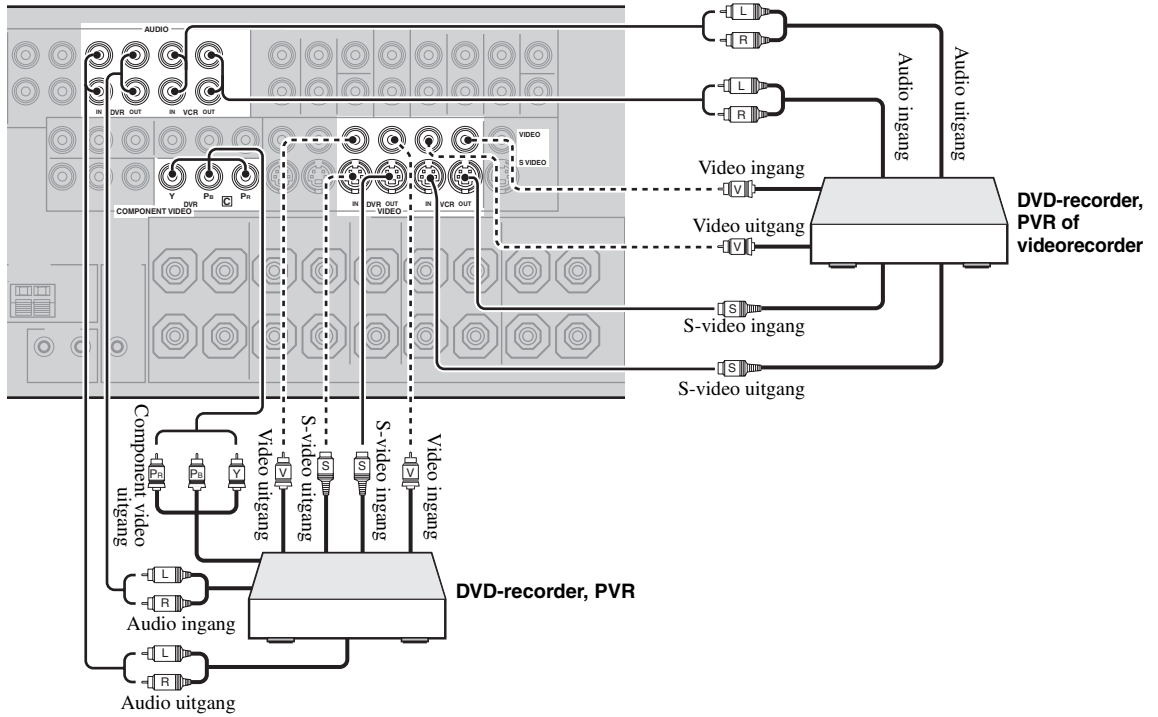 AUDIO
L
R
L
R
Audio ingang
Audio uitgang
IN DVR OUT
IN VCR OUT
VIDEO
S VIDEO
Y PB PR
DVR C
COMPONENT VIDEO
IN DVR OUT
IN VCR OUT
VIDEO
Video ingang
V
Video uitgang
V
DVD-recorder,
PVR of
videorecorder
S
S-video ingang
S
S-video uitgang
Component video
uitgang
Video uitgang
S-video uitgang
S-video ingang
Video ingang
PR PB Y V S S V
L
R
Audio ingang
DVD-recorder, PVR
L
R
Audio uitgang